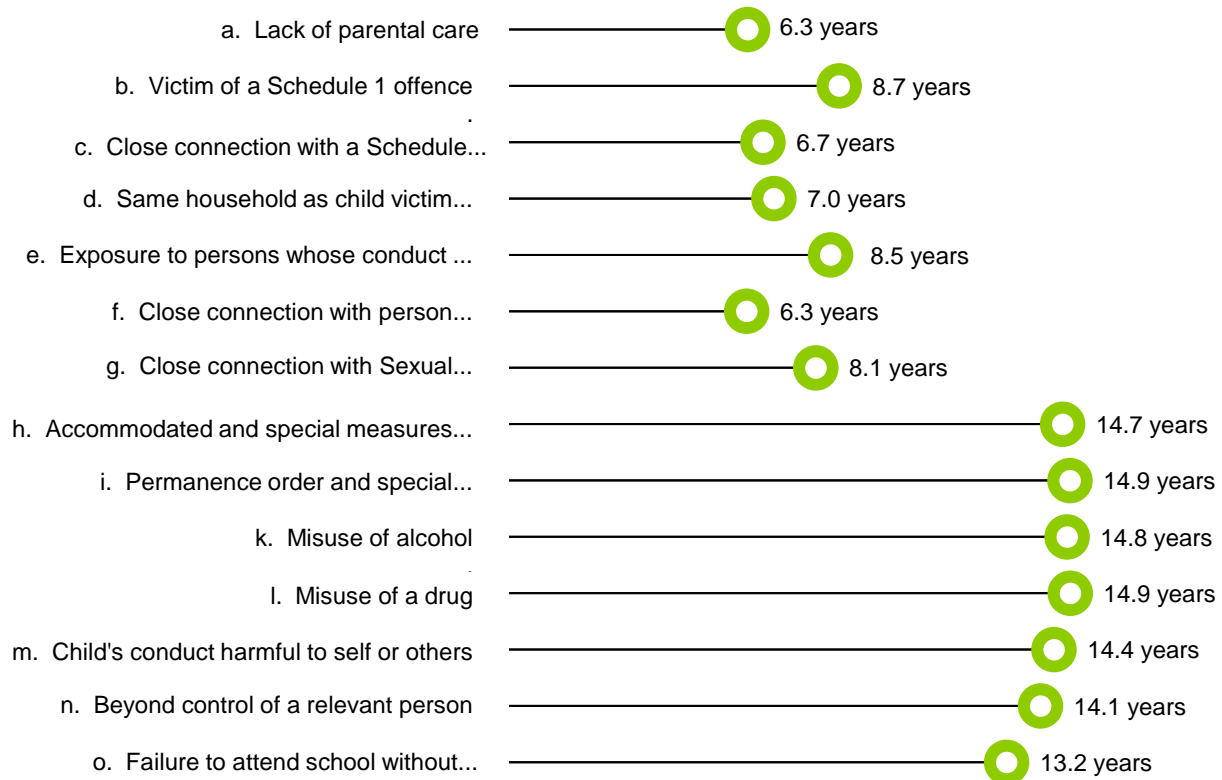 a. Lack of parental care 6.3 years
b. Victim of a Schedule 1 offence 8.7 years
.
c. Close connection with a Schedule... 6.7 years
d. Same household as child victim... 7.0 years
e. Exposure to persons whose conduct ... 8.5 years
f. Close connection with person... 6.3 years
g. Close connection with Sexual... 8.1 years
h. Accommodated and special measures... 14.7 years
i. Permanence order and special... 14.9 years
k. Misuse of alcohol 14.8 years
.
l. Misuse of a drug 14.9 years
m. Child's conduct harmful to self or others 14.4 years
n. Beyond control of a relevant person 14.1 years
o. Failure to attend school without... 13.2 years